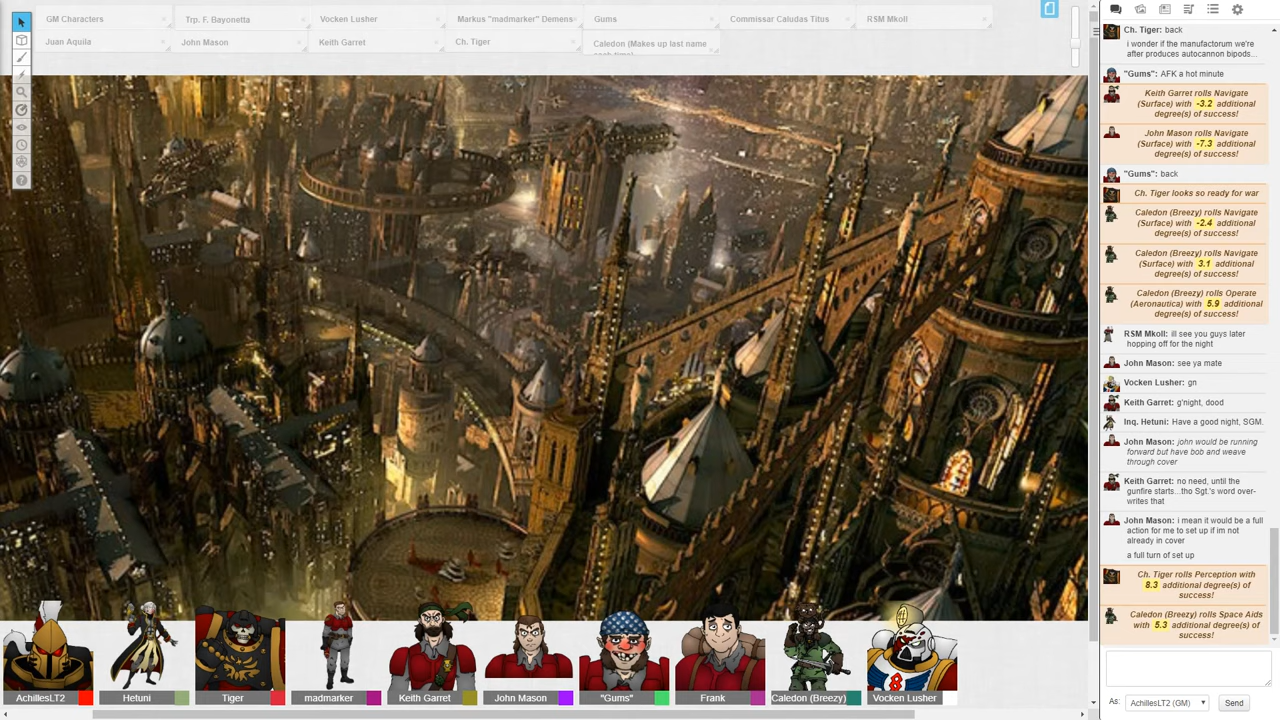 GM Characters
Trp. F. Bayonetta
Vocken Lusher
Markus "madmarker" Demens
Gums
Commissar Caludas Titus
RSM Mkoll
Juan Aquila
John Mason
Keith Garret
Ch. Tiger
Caledon (Makes up last name
each time)
Ch. Tiger: back
i wonder if the manufactorum we're
after produces autocannon bipods...
"Gums": AFK a hot minute
Keith Garret rolls Navigate
(Surface) with -3.2 additional
degree(s) of success!
John Mason rolls Navigate
(Surface) with -7.3 additional
degree(s) of success!
"Gums": back
Ch. Tiger looks so ready for war
Caledon (Breezy) rolls Navigate
(Surface) with -2.4 additional
degree(s) of success!
Caledon (Breezy) rolls Navigate
(Surface) with 3.1 additional
degree(s) of success!
Caledon (Breezy) rolls Operate
(Aeronautica) with 5.9 additional
degree(s) of success!
RSM Mkoll: ill see you guys later
hopping off for the night
John Mason: see ya mate
Vocken Lusher: gn
Keith Garret: g'night, dood
Inq. Hetuni: Have a good night, SGM.
John Mason: john would be running
forward but have bob and weave
through cover
Keith Garret: no need, until the
gunfire starts...tho Sgt.'s word over-
writes that
John Mason: i mean it would be a full
action for me to set up if im not
already in cover
a full turn of set up
Ch. Tiger rolls Perception with
8.3 additional degree(s) of
success!
Caledon (Breezy) rolls Space Aids
with 5.3 additional degree(s) of
success!
AchillesLT2
Hetuni
Tiger
madmarker
Keith Garret
John Mason
"Gums"
Frank
Caledon (Breezy)
Vocken Lusher
As: AchillesLT2 (GM)
Send